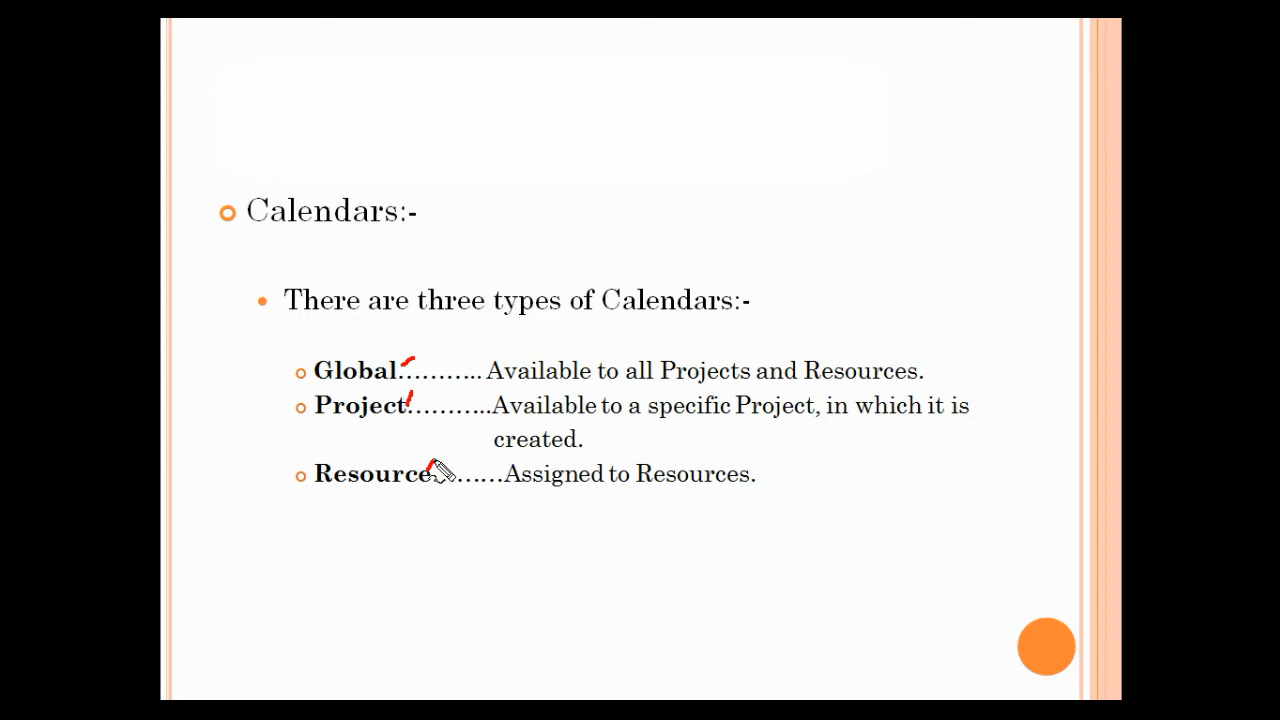 Calendars:-
There are three types of Calendars:-
Global……….. Available to all Projects and Resources.
Project………..Available to a specific Project, in which it is
created.
Resource……Assigned to Resources.